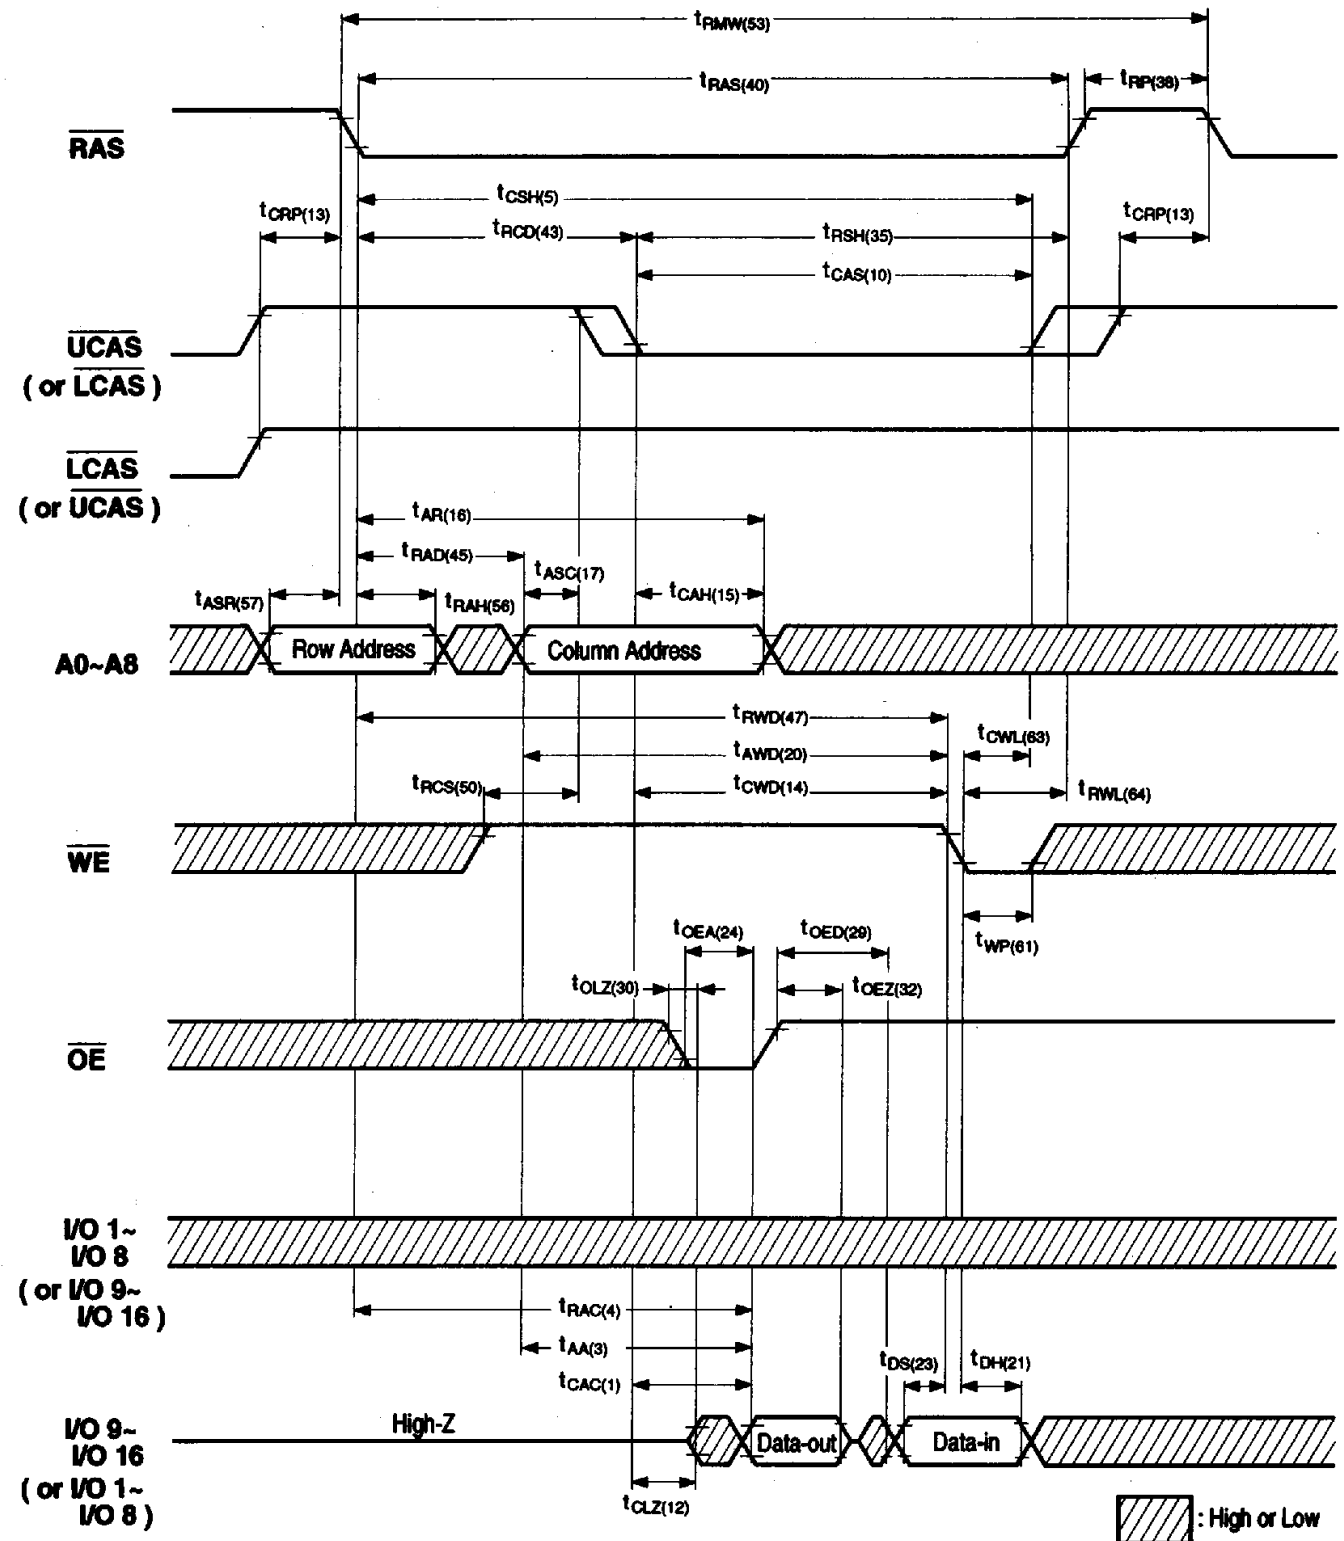 tRMW(53)
tRAS(40)
tRP(38)
RAS
tCSH(5)
tCRP(13)
tRCD(43)
tRSH(35)
tCRP(13)
tCAS(10)
UCAS
( or LCAS )
LCAS
( or UCAS )
tAR(16)
tRAD(45)
tASC(17)
tASR(57)
tRAH(56)
tCAH(15)
A0~A8
Row Address
Column Address
tRWD(47)
tCWL(63)
tAWD(20)
tRCS(50)
tCWD(14)
tRWL(64)
WE
tOEA(24)
tOED(29)
tWP(61)
tOLZ(30)
tOEZ(32)
OE
I/O 1~
I/O 8
( or I/O 9~
I/O 16 )
tRAC(4)
tAA(3)
tDS(23)
tDH(21)
tCAC(1)
High-Z
I/O 9~
I/O 16
Data-out
Data-in
( or I/O 1~
I/O 8 )
tCLZ(12)
: High or Low